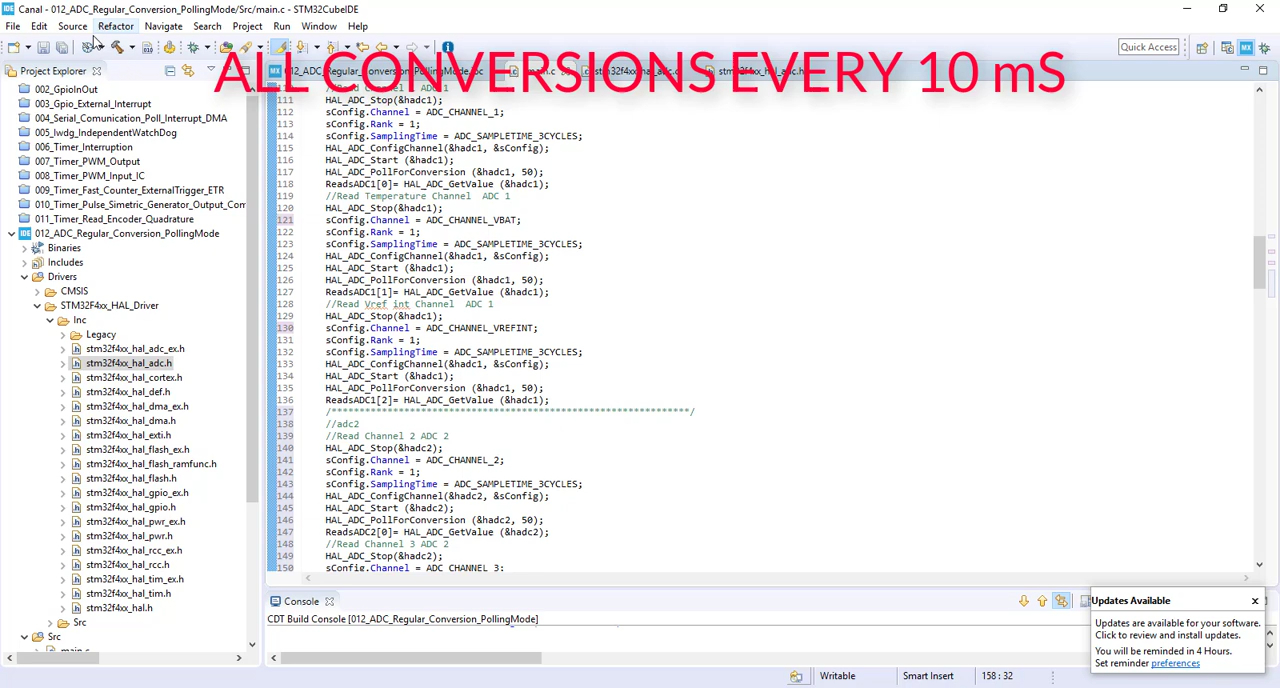 IDE Canal - 012_ADC_Regular_Conversion_PollingMode/Src/main.c - STM32CubeIDE
File Edit Source Refactor Navigate Search Project Run Window Help
Quick Access MX
ALL CONVERSIONS EVERY 10 mS
Project Explorer
002_GpioInOut
003_Gpio_External_Interrupt
004_Serial_Comunication_Poll_Interrupt_DMA
005_Iwdg_IndependentWatchDog
006_Timer_Interruption
007_Timer_PWM_Output
008_Timer_PWM_Input_IC
009_Timer_Fast_Counter_ExternalTrigger_ETR
010_Timer_Pulse_Simetric_Generator_Output_Com
011_Timer_Read_Encoder_Quadrature
IDE 012_ADC_Regular_Conversion_PollingMode
Binaries
Includes
Drivers
CMSIS
STM32F4xx_HAL_Driver
Inc
Legacy
stm32f4xx_hal_adc_ex.h
stm32f4xx_hal_adc.h
stm32f4xx_hal_cortex.h
stm32f4xx_hal_def.h
stm32f4xx_hal_dma_ex.h
stm32f4xx_hal_dma.h
stm32f4xx_hal_exti.h
stm32f4xx_hal_flash_ex.h
stm32f4xx_hal_flash_ramfunc.h
stm32f4xx_hal_flash.h
stm32f4xx_hal_gpio_ex.h
stm32f4xx_hal_gpio.h
stm32f4xx_hal_pwr_ex.h
stm32f4xx_hal_pwr.h
stm32f4xx_hal_rcc_ex.h
stm32f4xx_hal_rcc.h
stm32f4xx_hal_tim_ex.h
stm32f4xx_hal_tim.h
stm32f4xx_hal.h
Src
Src
main.c
MX 012_ADC_Regular_Conversion_PollingMode.ioc main.c stm32f4xx_hal_adc.c stm32f4xx_hal_adc.h
111 HAL_ADC_Stop(&hadc1);
112 sConfig.Channel = ADC_CHANNEL_1;
113 sConfig.Rank = 1;
114 sConfig.SamplingTime = ADC_SAMPLETIME_3CYCLES;
115 HAL_ADC_ConfigChannel(&hadc1, &sConfig);
116 HAL_ADC_Start (&hadc1);
117 HAL_ADC_PollForConversion (&hadc1, 50);
118 ReadsADC1[0]= HAL_ADC_GetValue (&hadc1);
119 //Read Temperature Channel ADC 1
120 HAL_ADC_Stop(&hadc1);
121 sConfig.Channel = ADC_CHANNEL_VBAT;
122 sConfig.Rank = 1;
123 sConfig.SamplingTime = ADC_SAMPLETIME_3CYCLES;
124 HAL_ADC_ConfigChannel(&hadc1, &sConfig);
125 HAL_ADC_Start (&hadc1);
126 HAL_ADC_PollForConversion (&hadc1, 50);
127 ReadsADC1[1]= HAL_ADC_GetValue (&hadc1);
128 //Read Vref int Channel ADC 1
129 HAL_ADC_Stop(&hadc1);
130 sConfig.Channel = ADC_CHANNEL_VREFINT;
131 sConfig.Rank = 1;
132 sConfig.SamplingTime = ADC_SAMPLETIME_3CYCLES;
133 HAL_ADC_ConfigChannel(&hadc1, &sConfig);
134 HAL_ADC_Start (&hadc1);
135 HAL_ADC_PollForConversion (&hadc1, 50);
136 ReadsADC1[2]= HAL_ADC_GetValue (&hadc1);
137 /****************************************************************/
138 //adc2
139 //Read Channel 2 ADC 2
140 HAL_ADC_Stop(&hadc2);
141 sConfig.Channel = ADC_CHANNEL_2;
142 sConfig.Rank = 1;
143 sConfig.SamplingTime = ADC_SAMPLETIME_3CYCLES;
144 HAL_ADC_ConfigChannel(&hadc2, &sConfig);
145 HAL_ADC_Start (&hadc2);
146 HAL_ADC_PollForConversion (&hadc2, 50);
147 ReadsADC2[0]= HAL_ADC_GetValue (&hadc2);
148 //Read Channel 3 ADC 2
149 HAL_ADC_Stop(&hadc2);
150 sConfig.Channel = ADC_CHANNEL_3;
Console
CDT Build Console [012_ADC_Regular_Conversion_PollingMode]
Updates Available
Updates are available for your software.
Click to review and install updates.
You will be reminded in 4 Hours.
Set reminder preferences
Writable Smart Insert 158 : 32